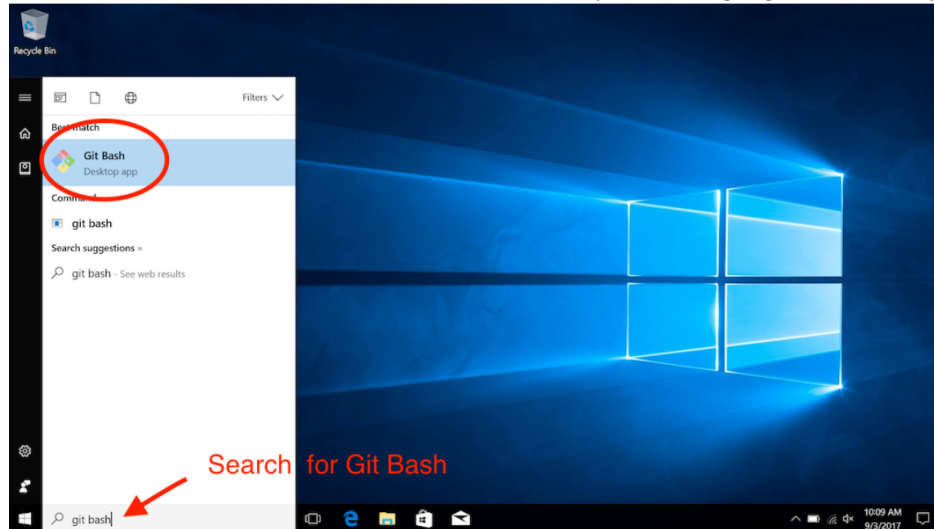 Recycle Bin
Filters
Best match
Git Bash
Desktop app
Command
git bash
Search suggestions »
git bash - See web results
Search for Git Bash
git bash
10:09 AM
9/3/2017